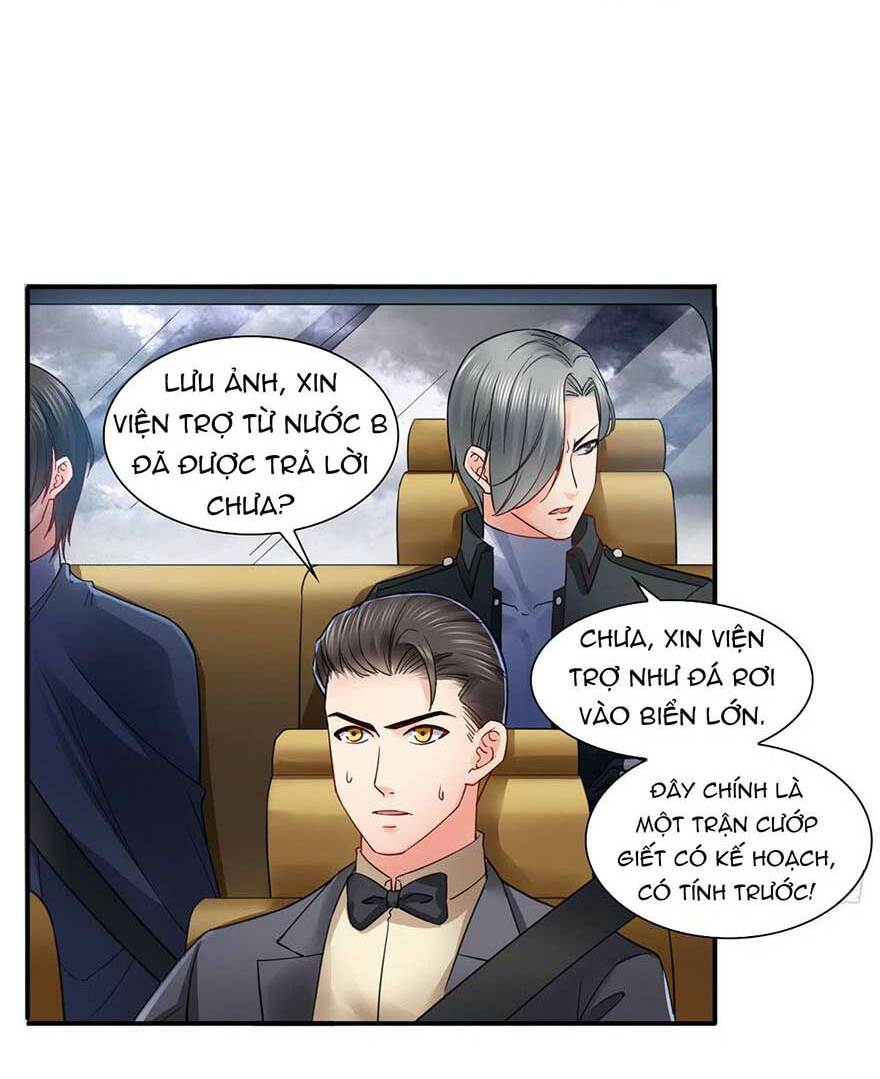 LƯU ẢNH, XIN
VIỆN TRỢ TỪ NƯỚC B
ĐÃ ĐƯỢC TRẢ LỜI
CHƯA?
CHƯA, XIN VIỆN
TRỢ NHƯ ĐÁ RƠI
VÀO BIỂN LỚN.
ĐÂY CHÍNH LÀ
MỘT TRẬN CƯỚP
GIẾT CÓ KẾ HOẠCH,
CÓ TÍNH TRƯỚC!